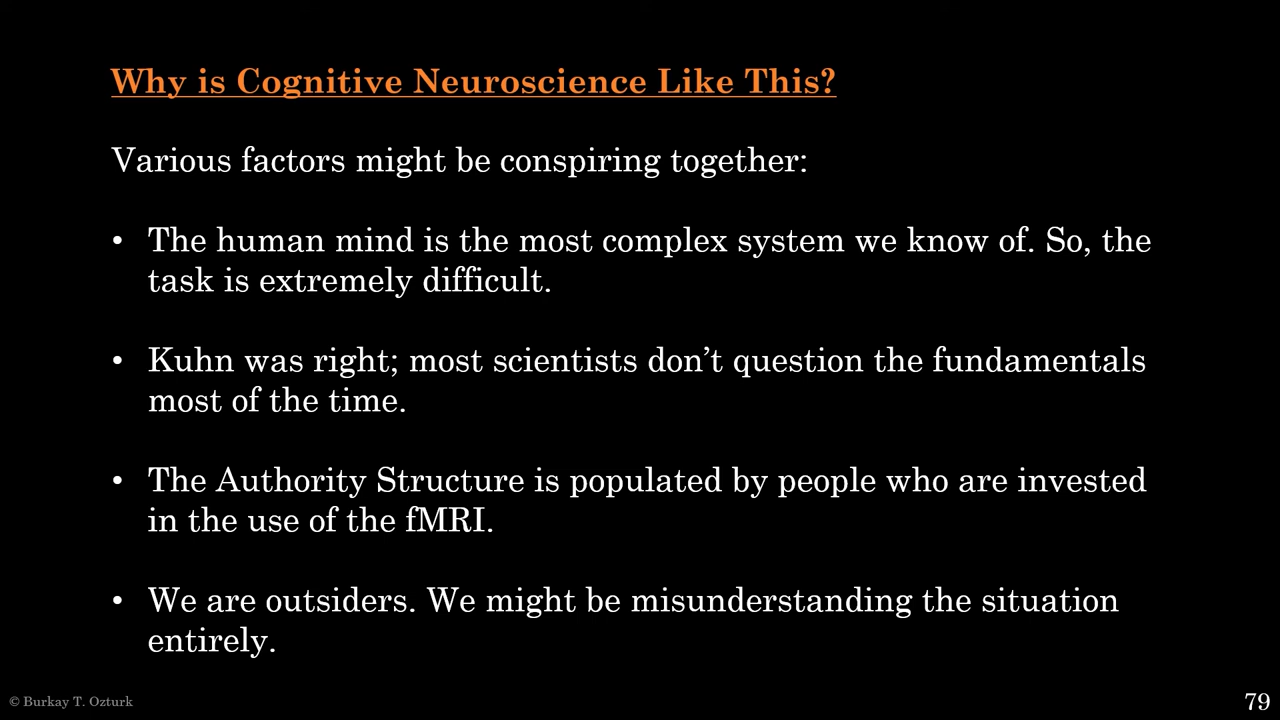 Why is Cognitive Neuroscience Like This?
Various factors might be conspiring together:
• The human mind is the most complex system we know of. So, the
task is extremely difficult.
• Kuhn was right; most scientists don’t question the fundamentals
most of the time.
• The Authority Structure is populated by people who are invested
in the use of the fMRI.
• We are outsiders. We might be misunderstanding the situation
entirely.
© Burkay T. Ozturk
79